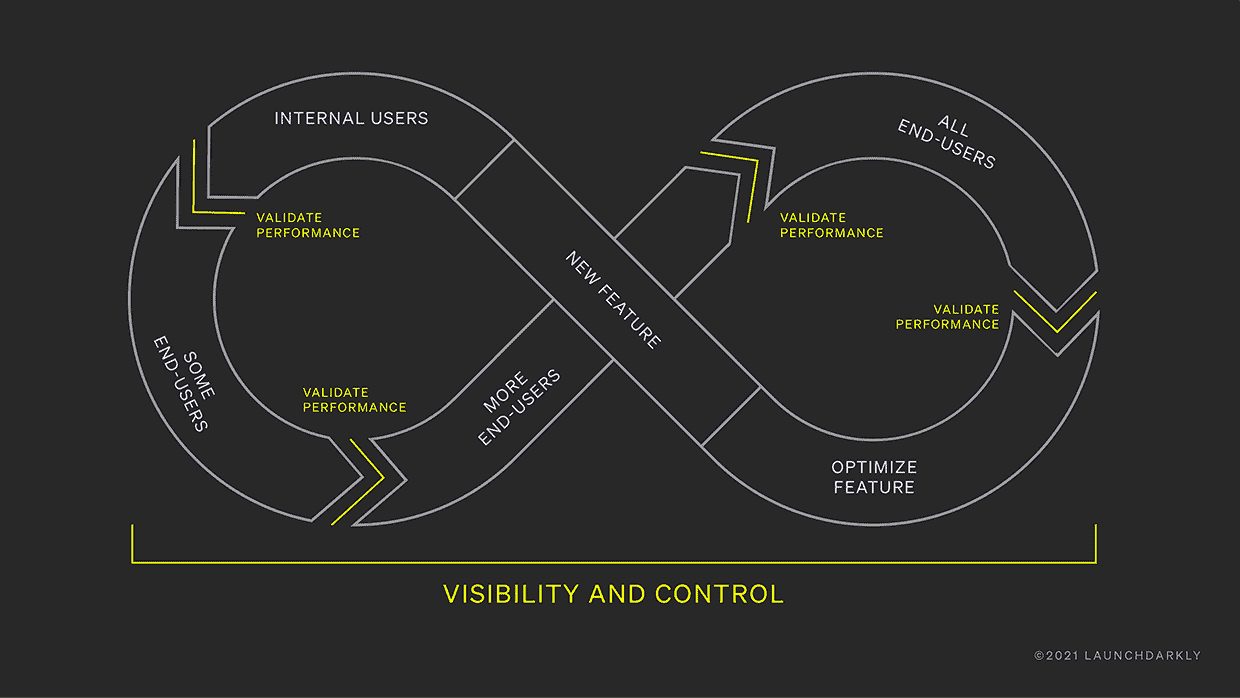 INTERNAL USERS
ALL
END-USERS
VALIDATE
PERFORMANCE
VALIDATE
PERFORMANCE
NEW FEATURE
VALIDATE
PERFORMANCE
SOME
END-USERS
VALIDATE
PERFORMANCE
MORE
END-USERS
OPTIMIZE
FEATURE
VISIBILITY AND CONTROL
©2021 LAUNCHDARKLY